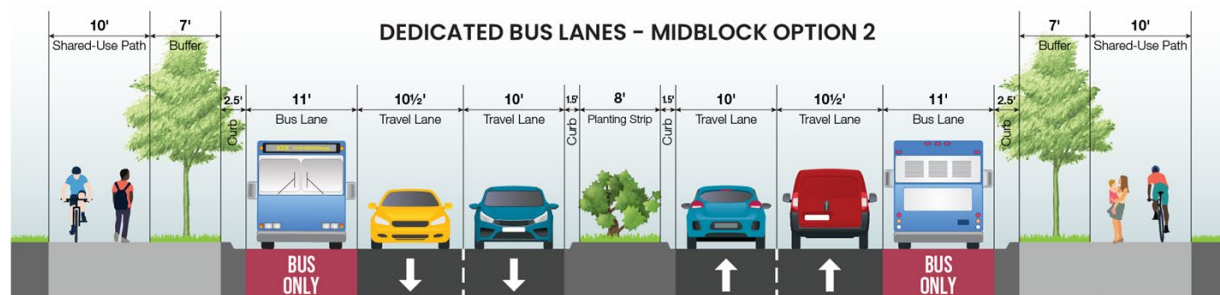 DEDICATED BUS LANES - MIDBLOCK OPTION 2
10'
Shared-Use Path
7'
Buffer
2.5'
Curb
11'
Bus Lane
10½'
Travel Lane
10'
Travel Lane
1.5'
Curb
8'
Planting Strip
1.5'
Curb
10'
Travel Lane
10½'
Travel Lane
11'
Bus Lane
2.5'
Curb
7'
Buffer
10'
Shared-Use Path
BUS
ONLY
BUS
ONLY